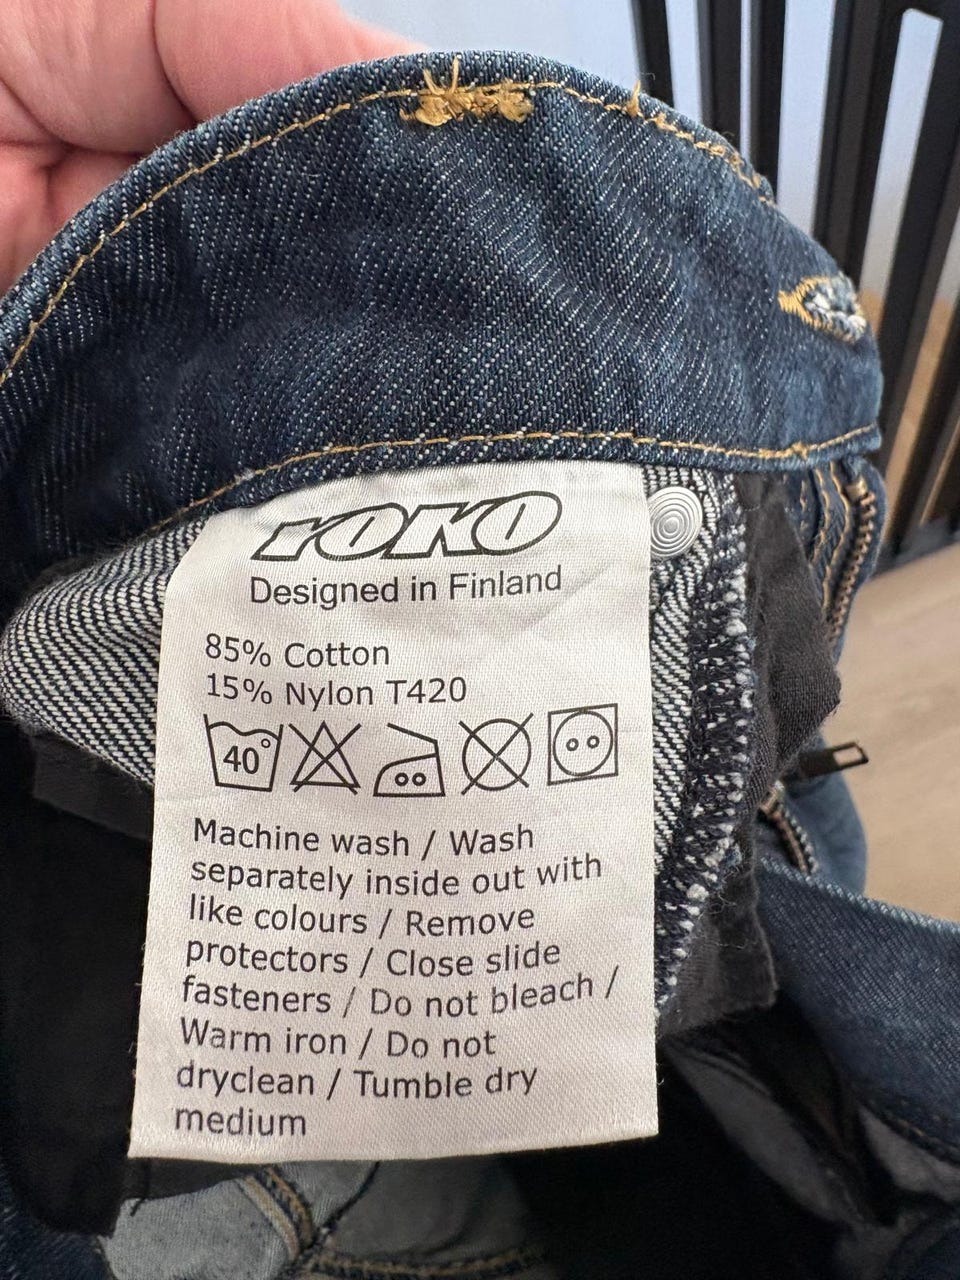 ROKO
Designed in Finland
85% Cotton
15% Nylon T420
40°
Machine wash / Wash
separately inside out with
like colours / Remove
protectors / Close slide
fasteners / Do not bleach /
Warm iron / Do not
dryclean / Tumble dry
medium